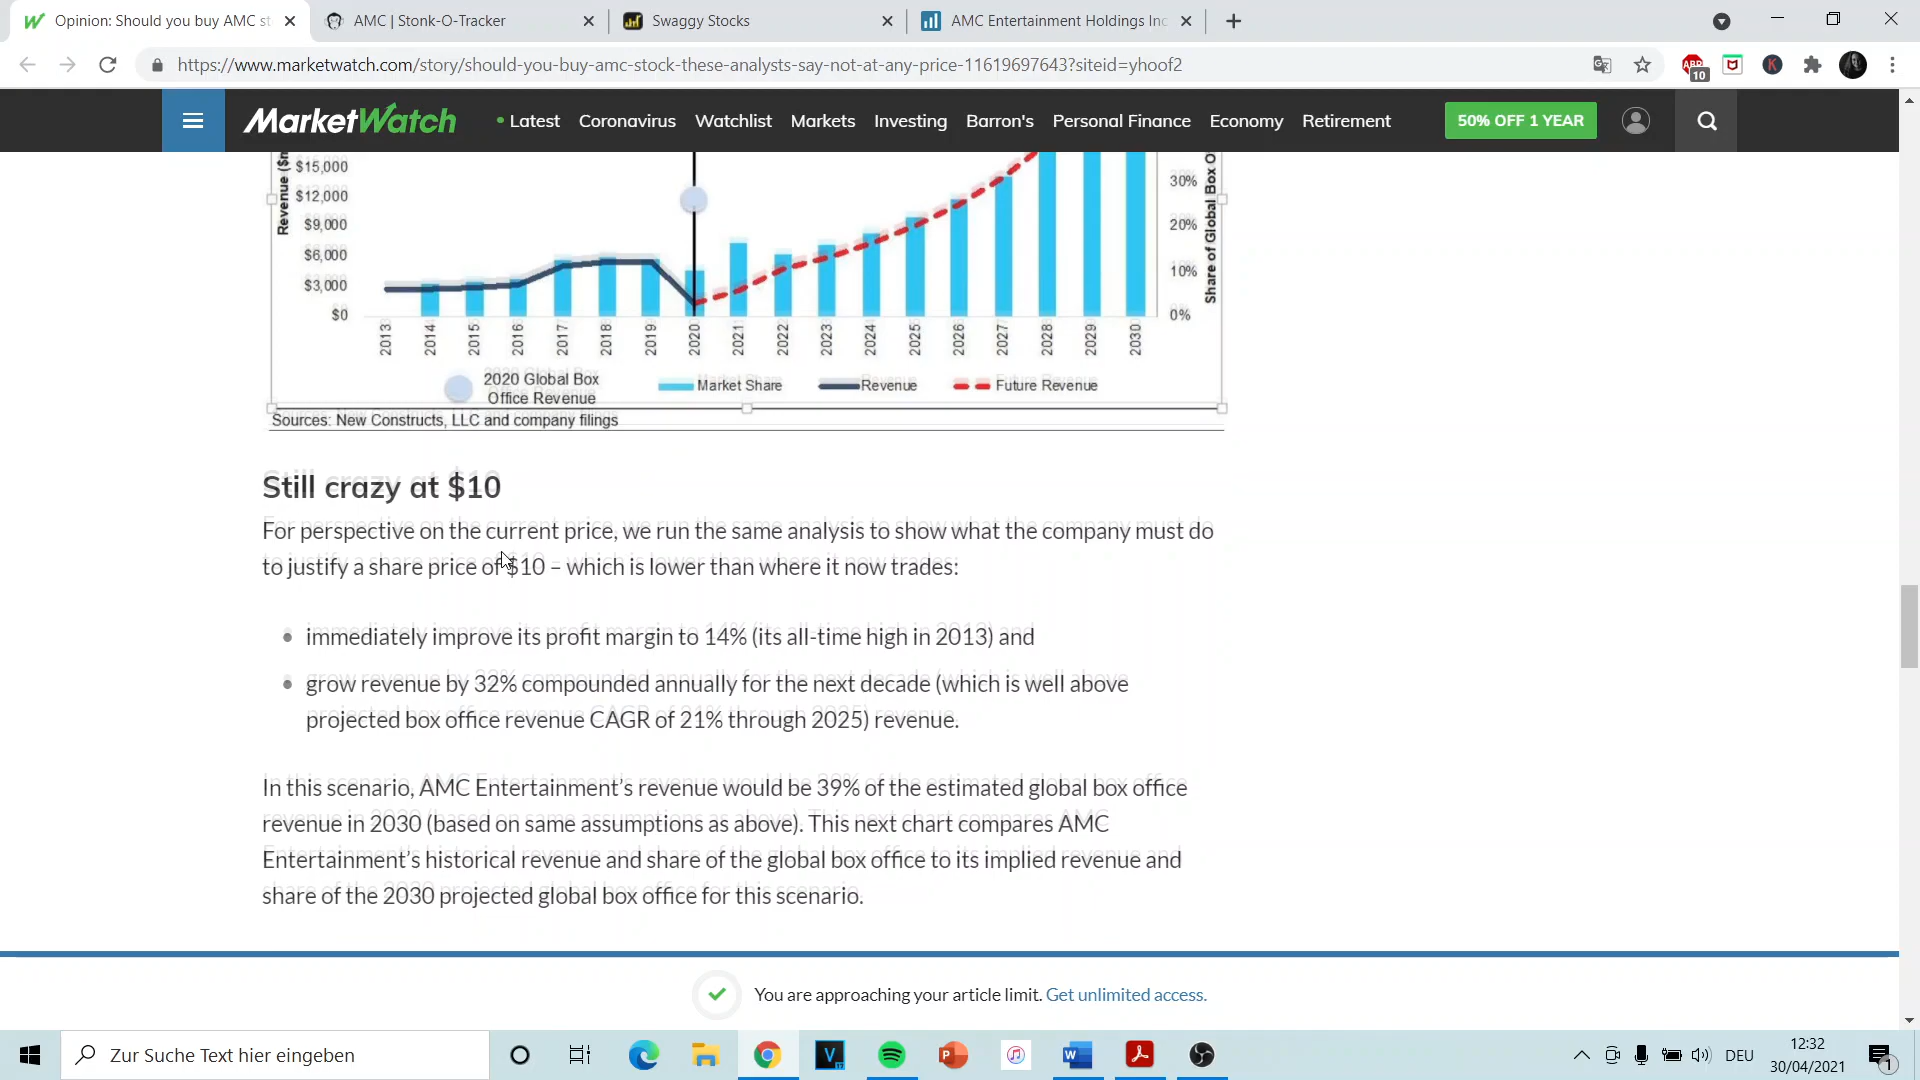 Opinion: Should you buy AMC st
AMC | Stonk-O-Tracker
Swaggy Stocks
AMC Entertainment Holdings Inc
https://www.marketwatch.com/story/should-you-buy-amc-stock-these-analysts-say-not-at-any-price-11619697643?siteid=yhoof2
ABP
10
K
MarketWatch
• Latest
Coronavirus
Watchlist
Markets
Investing
Barron's
Personal Finance
Economy
Retirement
50% OFF 1 YEAR
Revenue ($
$15,000
$12,000
$9,000
$6,000
$3,000
$0
30%
20%
10%
0%
Share of Global Box O
2013
2014
2015
2016
2017
2018
2019
2020
2021
2022
2023
2024
2025
2026
2027
2028
2029
2030
2020 Global Box
Office Revenue
Market Share
Revenue
Future Revenue
Sources: New Constructs, LLC and company filings
Still crazy at $10
For perspective on the current price, we run the same analysis to show what the company must do
to justify a share price of $10 – which is lower than where it now trades:
• immediately improve its profit margin to 14% (its all-time high in 2013) and
• grow revenue by 32% compounded annually for the next decade (which is well above
projected box office revenue CAGR of 21% through 2025) revenue.
In this scenario, AMC Entertainment’s revenue would be 39% of the estimated global box office
revenue in 2030 (based on same assumptions as above). This next chart compares AMC
Entertainment’s historical revenue and share of the global box office to its implied revenue and
share of the 2030 projected global box office for this scenario.
You are approaching your article limit. Get unlimited access.
Zur Suche Text hier eingeben
DEU
12:32
30/04/2021
1